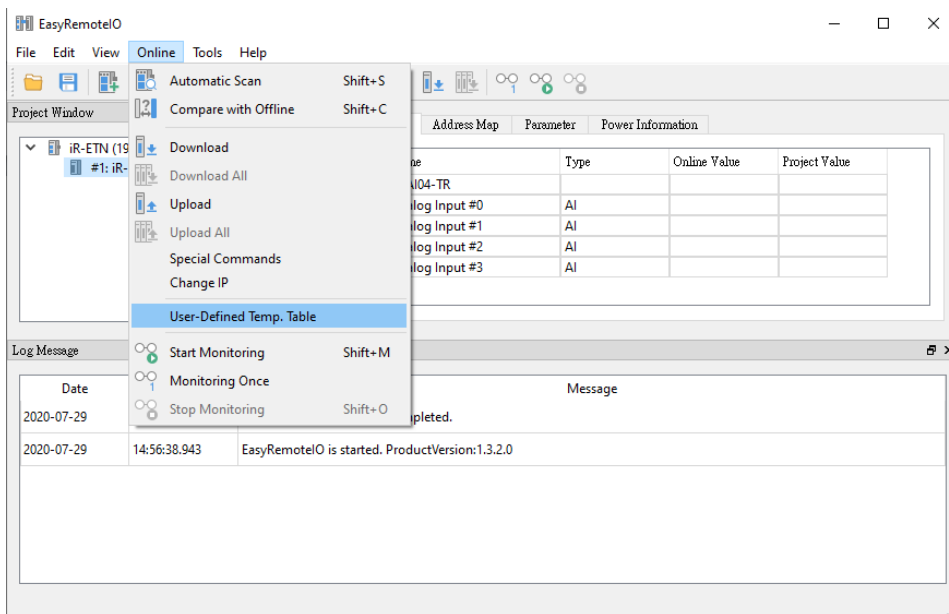 EasyRemoteIO
File Edit View Online Tools Help
Automatic Scan Shift+S
Compare with Offline Shift+C
Download
Download All
Upload
Upload All
Special Commands
Change IP
User-Defined Temp. Table
Start Monitoring Shift+M
Monitoring Once
Stop Monitoring Shift+O
Project Window
iR-ETN (19
#1: iR-
Address Map Parameter Power Information
Type Online Value Project Value
AI04-TR
log Input #0 AI
log Input #1 AI
log Input #2 AI
log Input #3 AI
Log Message
Date Message
2020-07-29 pleted.
2020-07-29 14:56:38.943 EasyRemoteIO is started. ProductVersion:1.3.2.0